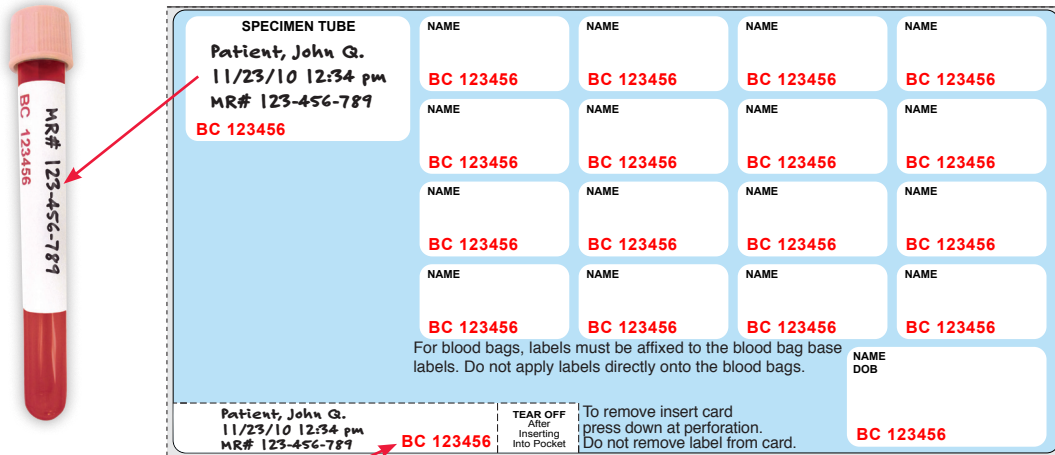 SPECIMEN TUBE
Patient, John Q.
11/23/10 12:34 pm
MR# 123-456-789
BC 123456
MR# 123-456-789
BC 123456
NAME
NAME
NAME
NAME
BC 123456
BC 123456
BC 123456
BC 123456
NAME
NAME
NAME
NAME
BC 123456
BC 123456
BC 123456
BC 123456
NAME
NAME
NAME
NAME
BC 123456
BC 123456
BC 123456
BC 123456
NAME
NAME
NAME
NAME
BC 123456
BC 123456
BC 123456
BC 123456
For blood bags, labels must be affixed to the blood bag base
labels. Do not apply labels directly onto the blood bags.
NAME
DOB
BC 123456
Patient, John Q.
11/23/10 12:34 pm
MR# 123-456-789
BC 123456
TEAR OFF
After
Inserting
Into Pocket
To remove insert card
press down at perforation.
Do not remove label from card.